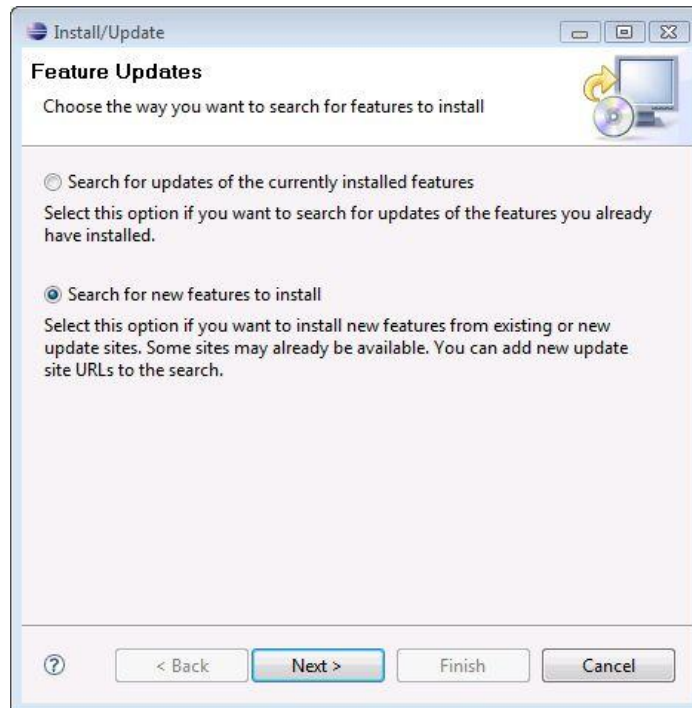 Install/Update
Feature Updates
Choose the way you want to search for features to install
Search for updates of the currently installed features
Select this option if you want to search for updates of the features you already
have installed.
Search for new features to install
Select this option if you want to install new features from existing or new
update sites. Some sites may already be available. You can add new update
site URLs to the search.
? < Back Next > Finish Cancel